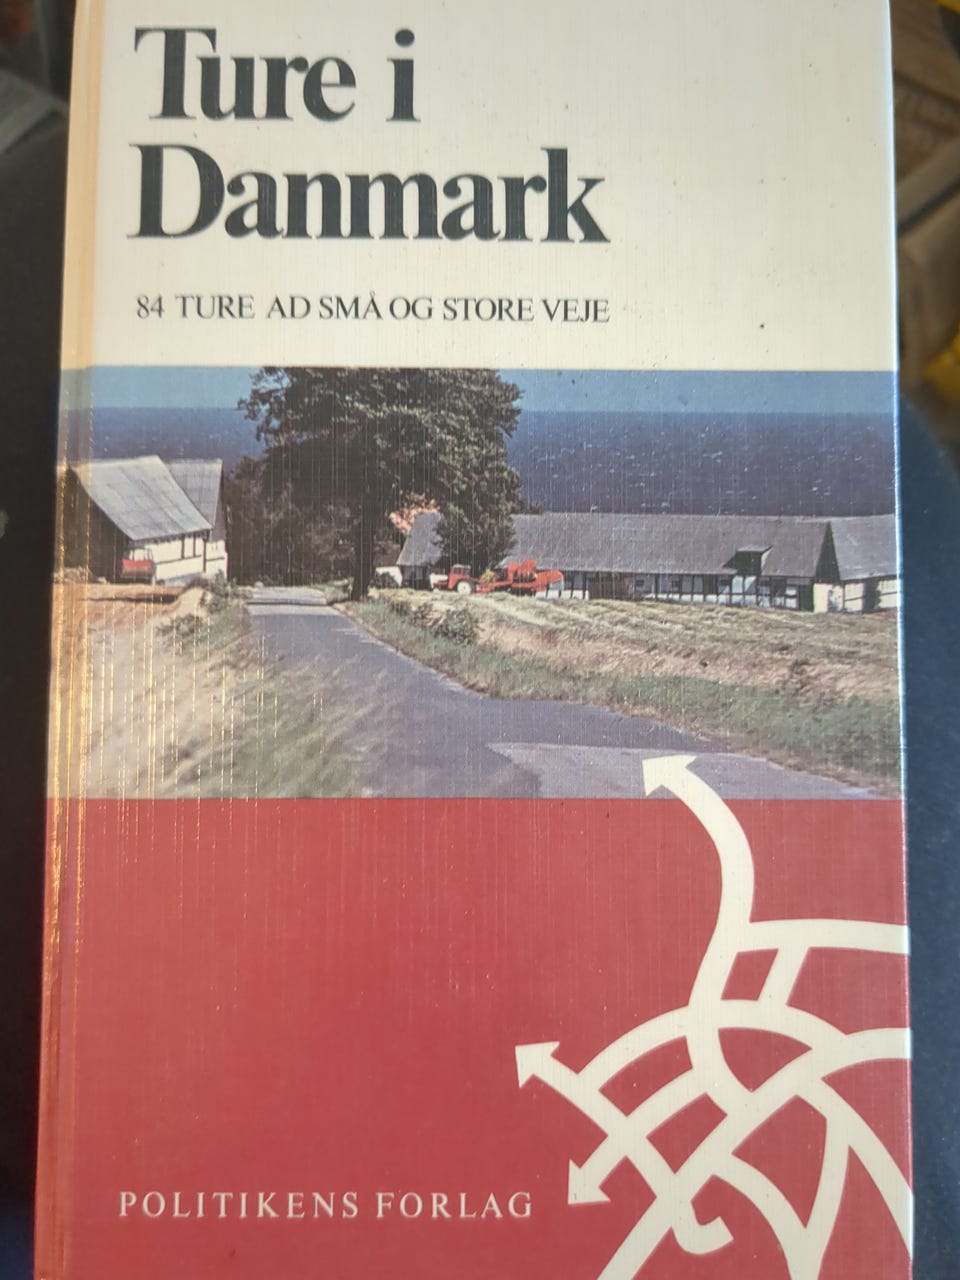 Ture i
Danmark
84 TURE AD SMÅ OG STORE VEJE
POLITIKENS FORLAG